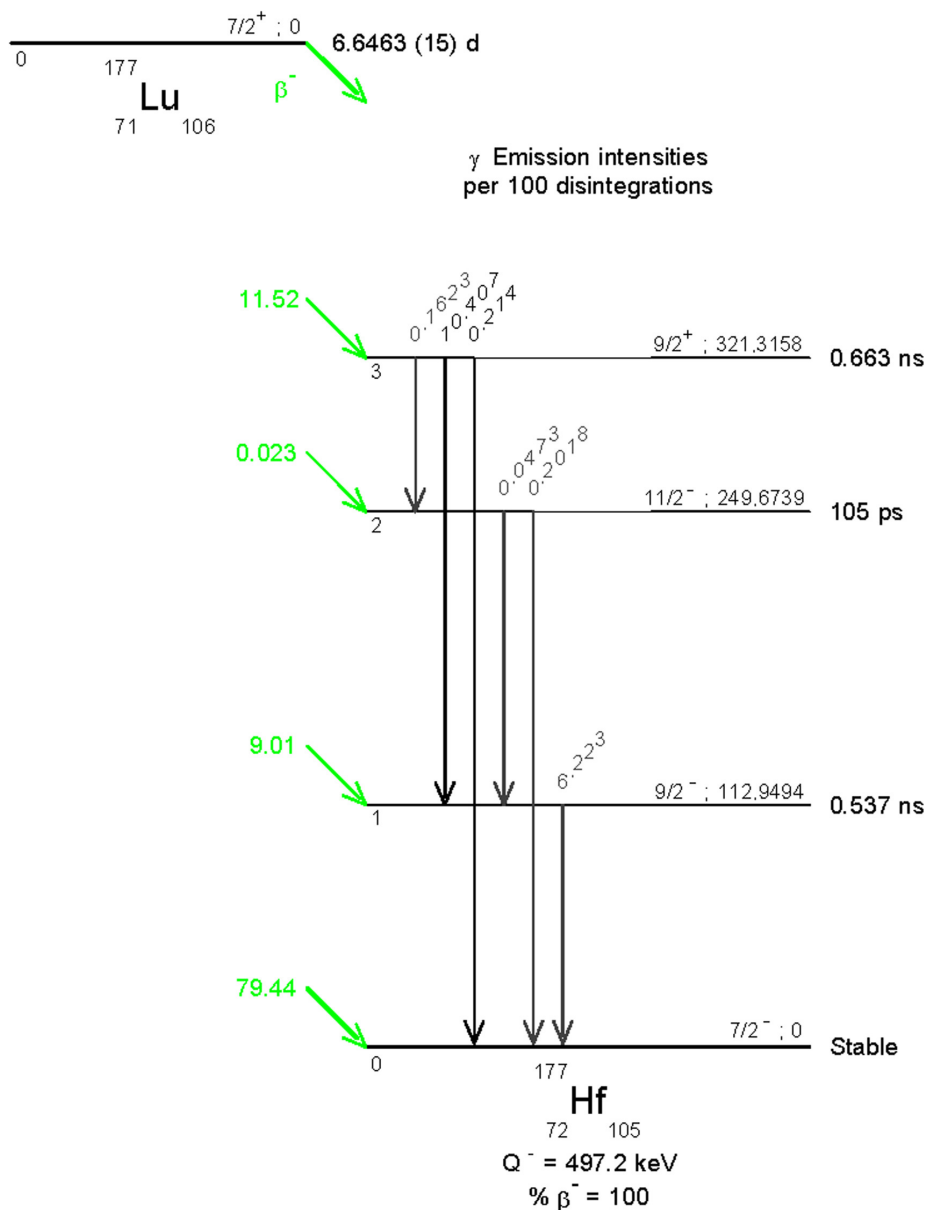 7/2⁺ ; 0
6.6463 (15) d
0
177
Lu
71 106
β⁻
γ Emission intensities
per 100 disintegrations
11.52
0.1623
10.407
0.214
9/2⁺ ; 321.3158
0.663 ns
3
0.023
0.0473
0.2018
11/2⁻ ; 249.6739
105 ps
2
9.01
6.223
9/2⁻ ; 112.9494
0.537 ns
1
79.44
7/2⁻ ; 0
Stable
0
177
Hf
72 105
Q⁻ = 497.2 keV
% β⁻ = 100